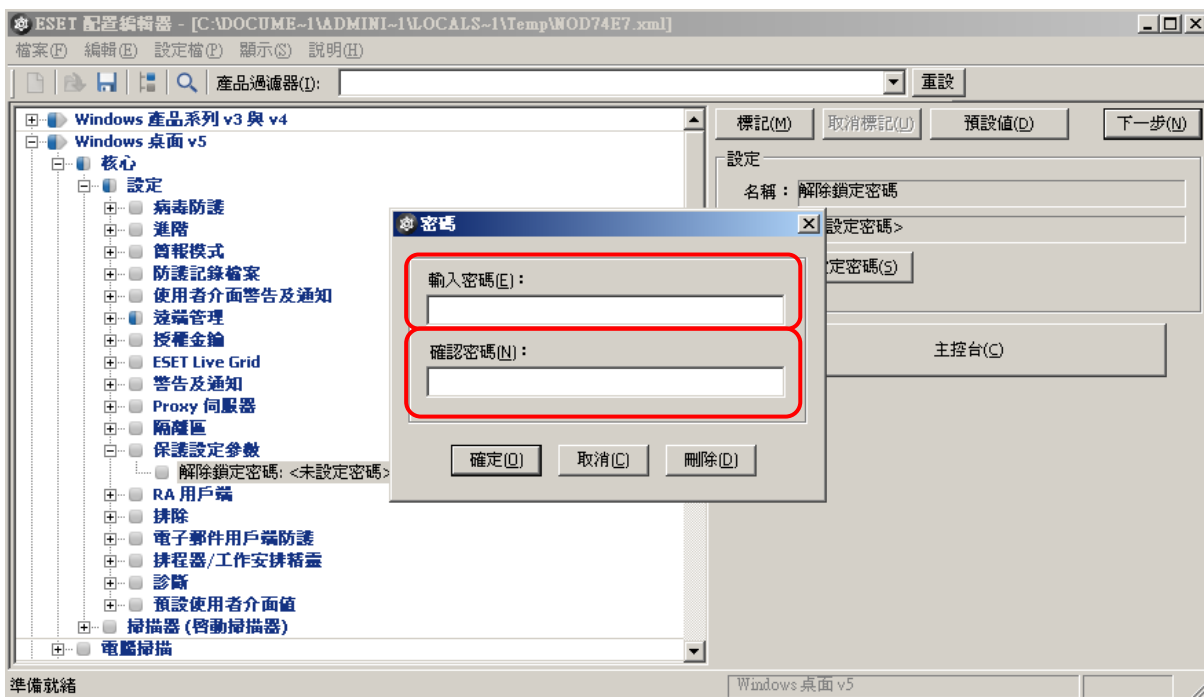 ESET 配置編輯器 - [C:\DOCUME~1\ADMINI~1\LOCALS~1\Temp\NOD74E7.xml]
檔案(F) 編輯(E) 設定檔(P) 顯示(S) 說明(H)
產品過濾器(I): 重設
Windows 產品系列 v3 與 v4
Windows 桌面 v5
核心
設定
病毒防護
進階
簡報模式
防護記錄檔案
使用者介面警告及通知
遠端管理
授權金鑰
ESET Live Grid
警告及通知
Proxy 伺服器
隔離區
保護設定參數
解除鎖定密碼: <未設定密碼>
RA 用戶端
排除
電子郵件用戶端防護
排程器/工作安排精靈
診斷
預設使用者介面值
掃描器 (啓動掃描器)
電腦掃描
標記(M) 取消標記(U) 預設值(D) 下一步(N)
設定
名稱： 解除鎖定密碼
設定密碼>
定密碼(S)
主控台(C)
密碼
輸入密碼(E)：
確認密碼(N)：
確定(O) 取消(C) 刪除(D)
準備就緒
Windows 桌面 v5